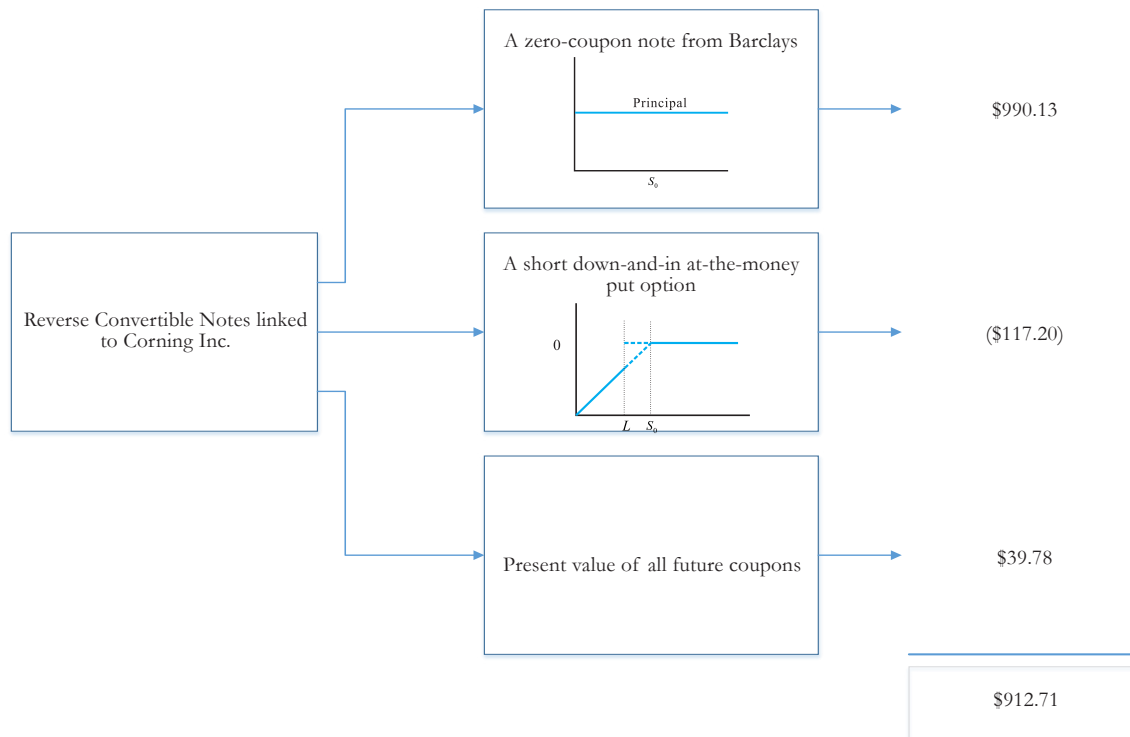 A zero-coupon note from Barclays
Principal
S₀
$990.13
Reverse Convertible Notes linked
to Corning Inc.
A short down-and-in at-the-money
put option
0
L S₀
($117.20)
Present value of all future coupons
$39.78
$912.71